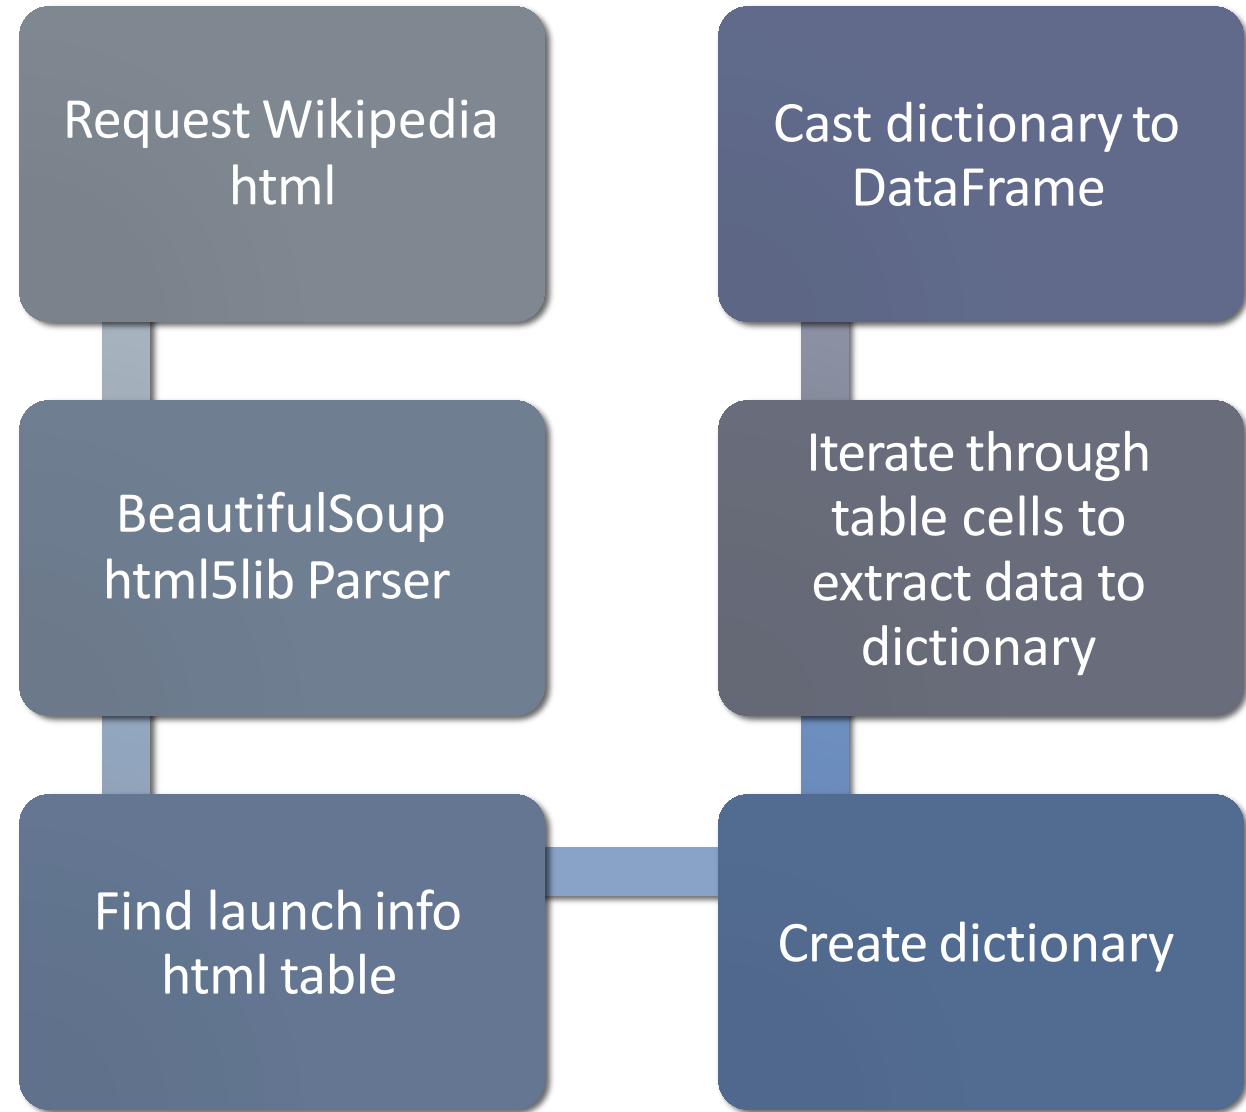 Request Wikipedia
html
BeautifulSoup
html5lib Parser
Find launch info
html table
Create dictionary
Iterate through
table cells to
extract data to
dictionary
Cast dictionary to
DataFrame